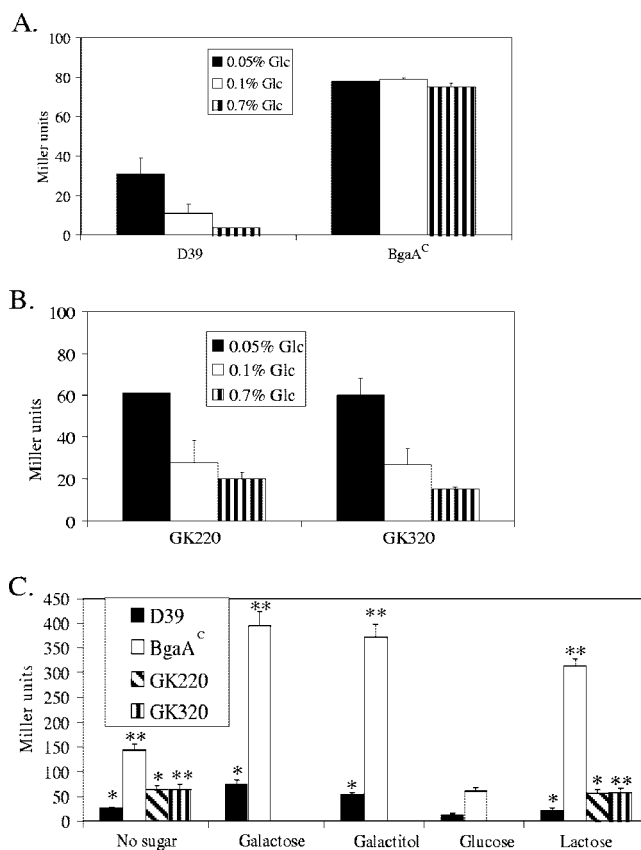 A.
100
80
60
40
20
0
Miller units
0.05% Glc
0.1% Glc
0.7% Glc
D39
BgaA^C
B.
100
80
60
40
20
0
Miller units
0.05% Glc
0.1% Glc
0.7% Glc
GK220
GK320
C.
450
400
350
300
250
200
150
100
50
0
Miller units
D39
BgaA^C
GK220
GK320
* ** * **
* **
* **
* ** * **
No sugar
Galactose
Galactitol
Glucose
Lactose